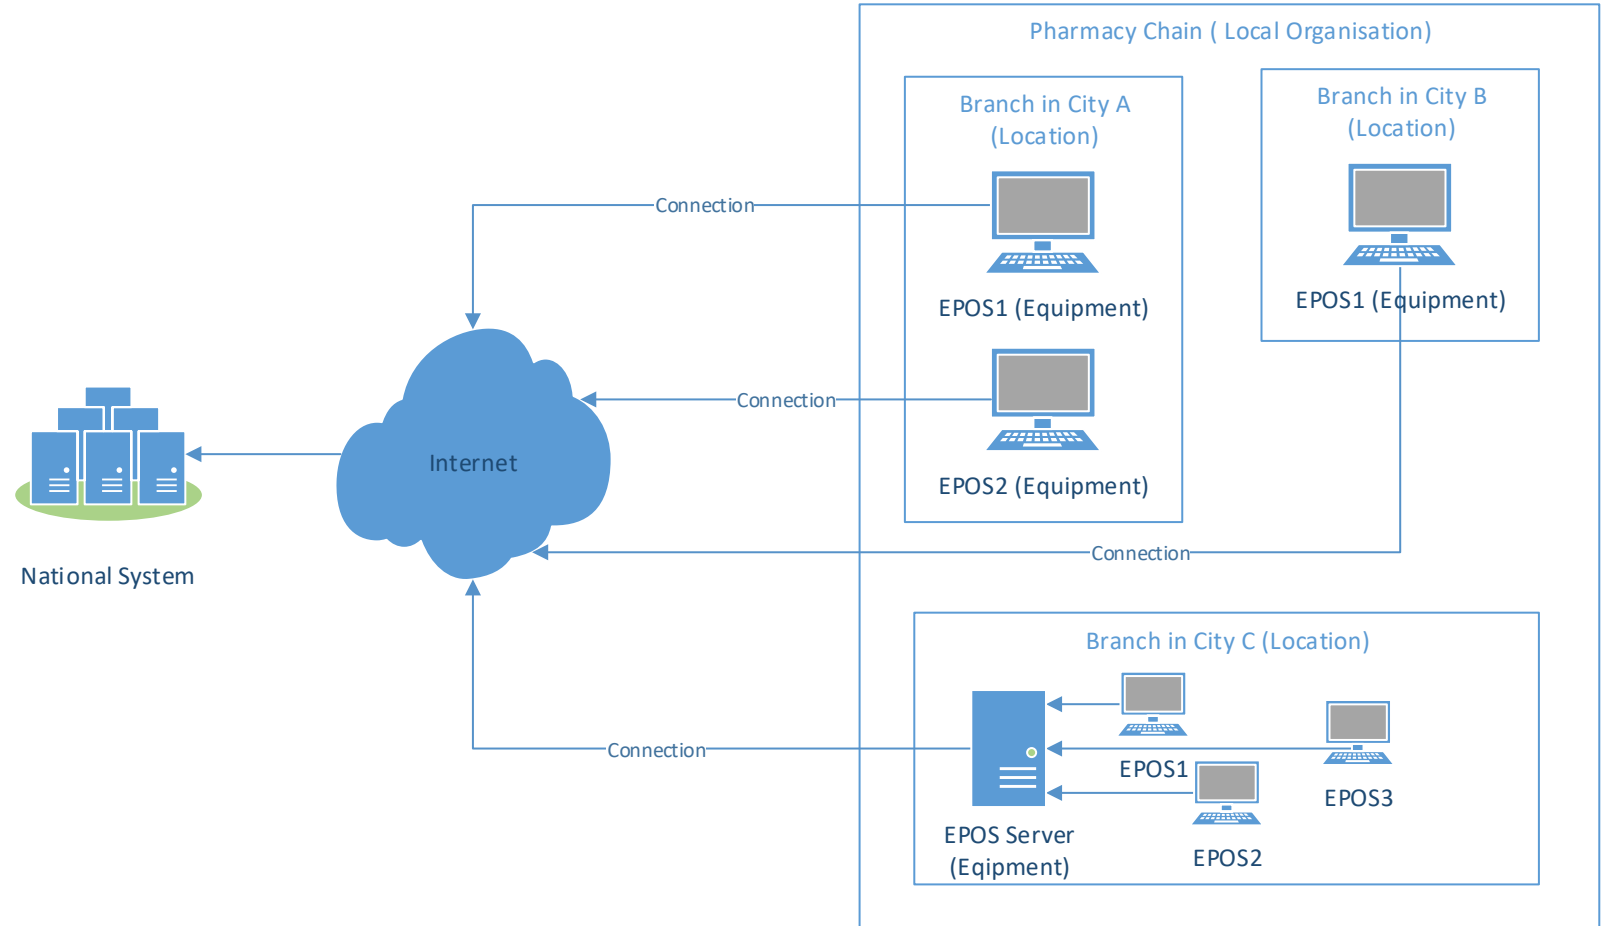 Pharmacy Chain ( Local Organisation)
Branch in City A
(Location)
Branch in City B
(Location)
Connection
EPOS1 (Equipment)
EPOS1 (Equipment)
Connection
EPOS2 (Equipment)
Internet
Connection
National System
Branch in City C (Location)
Connection
EPOS1
EPOS3
EPOS Server
(Eqipment)
EPOS2